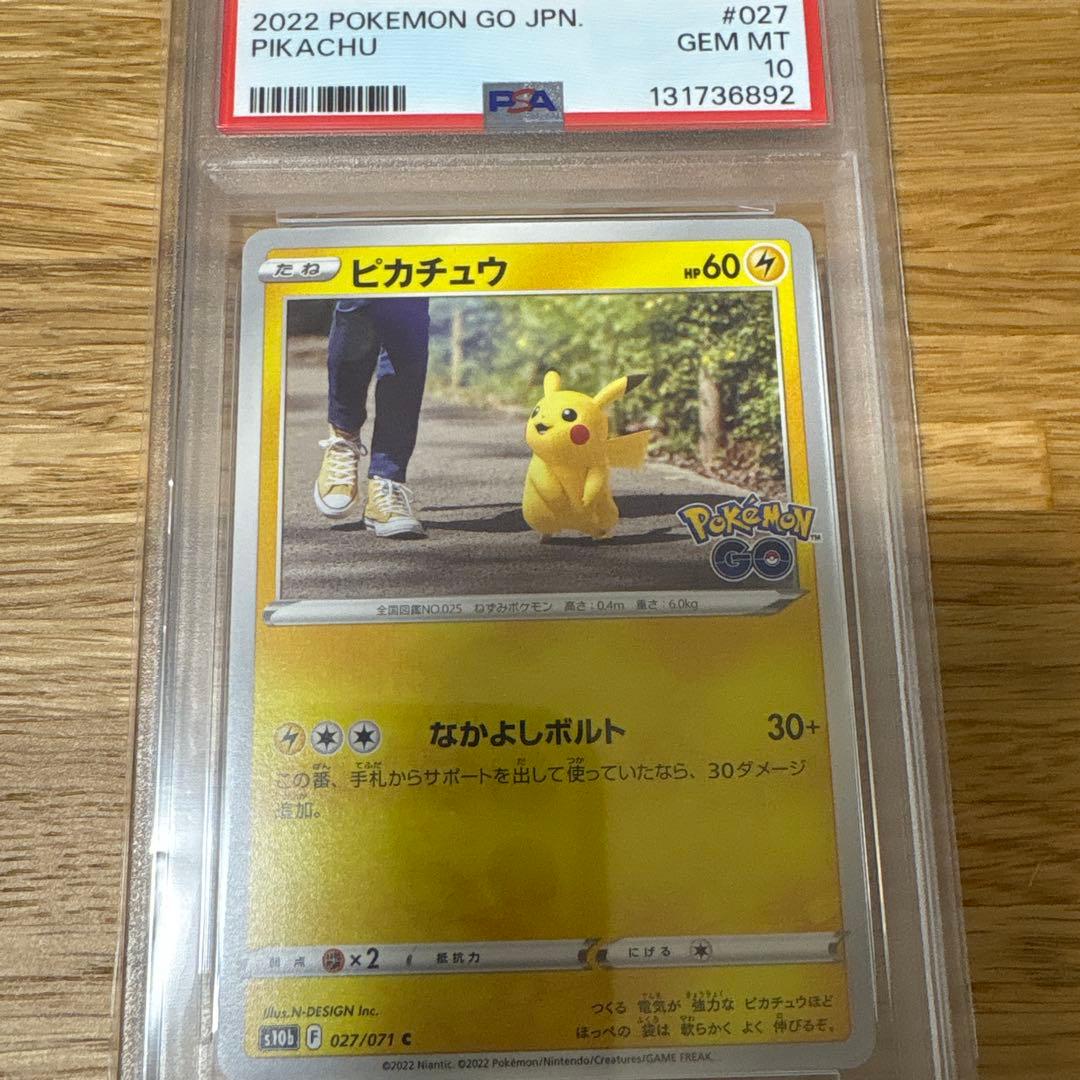 2022 POKEMON GO JPN. #027
PIKACHU GEM MT
10
PSA 131736892
たね ピカチュウ HP60
POKéMON™
GO
全国図鑑NO.025 ねずみポケモン 高さ:0.4m 重さ:6.0kg
なかよしボルト 30+
この番、手札からサポートを出して使っていたなら、30ダメージ
追加。
弱点 ×2 抵抗力 にげる
Illus.N-DESIGN Inc.
つくる 電気が 強力な ピカチュウほど
ほっぺの 袋は 軟らかく よく 伸びるぞ。
s10b F 027/071 C
©2022 Niantic. ©2022 Pokémon/Nintendo/Creatures/GAME FREAK.